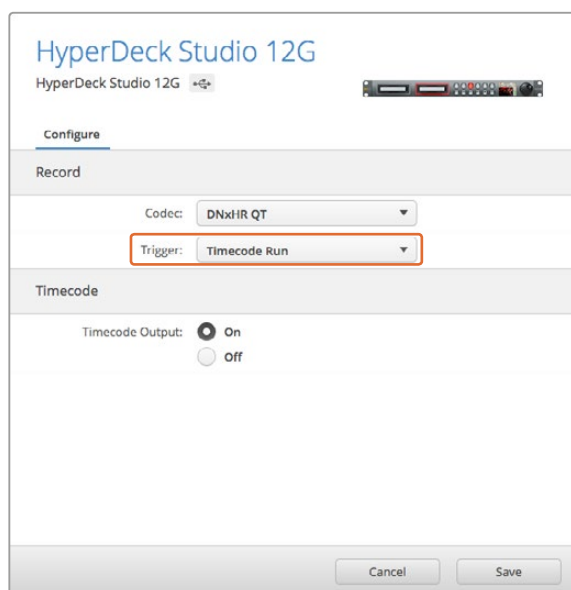 HyperDeck Studio 12G
HyperDeck Studio 12G
Configure
Record
Codec: DNxHR QT
Trigger: Timecode Run
Timecode
Timecode Output: On
Off
Cancel Save